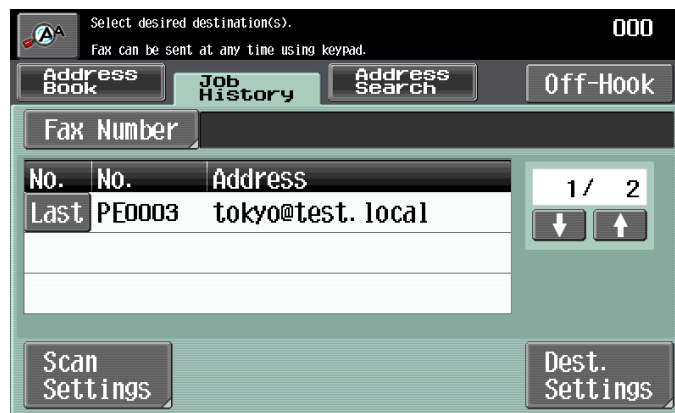 Select desired destination(s).
000
Fax can be sent at any time using keypad.
Address Book
Job History
Address Search
Off-Hook
Fax Number
No. No. Address
1/ 2
Last PE0003 tokyo@test.local
Scan Settings
Dest. Settings